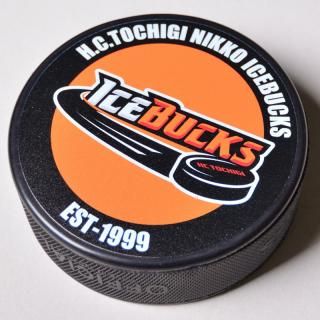 H.C.TOCHIGI NIKKO ICEBUCKS
ICEBUCKS
HC TOCHIGI
EST-1999